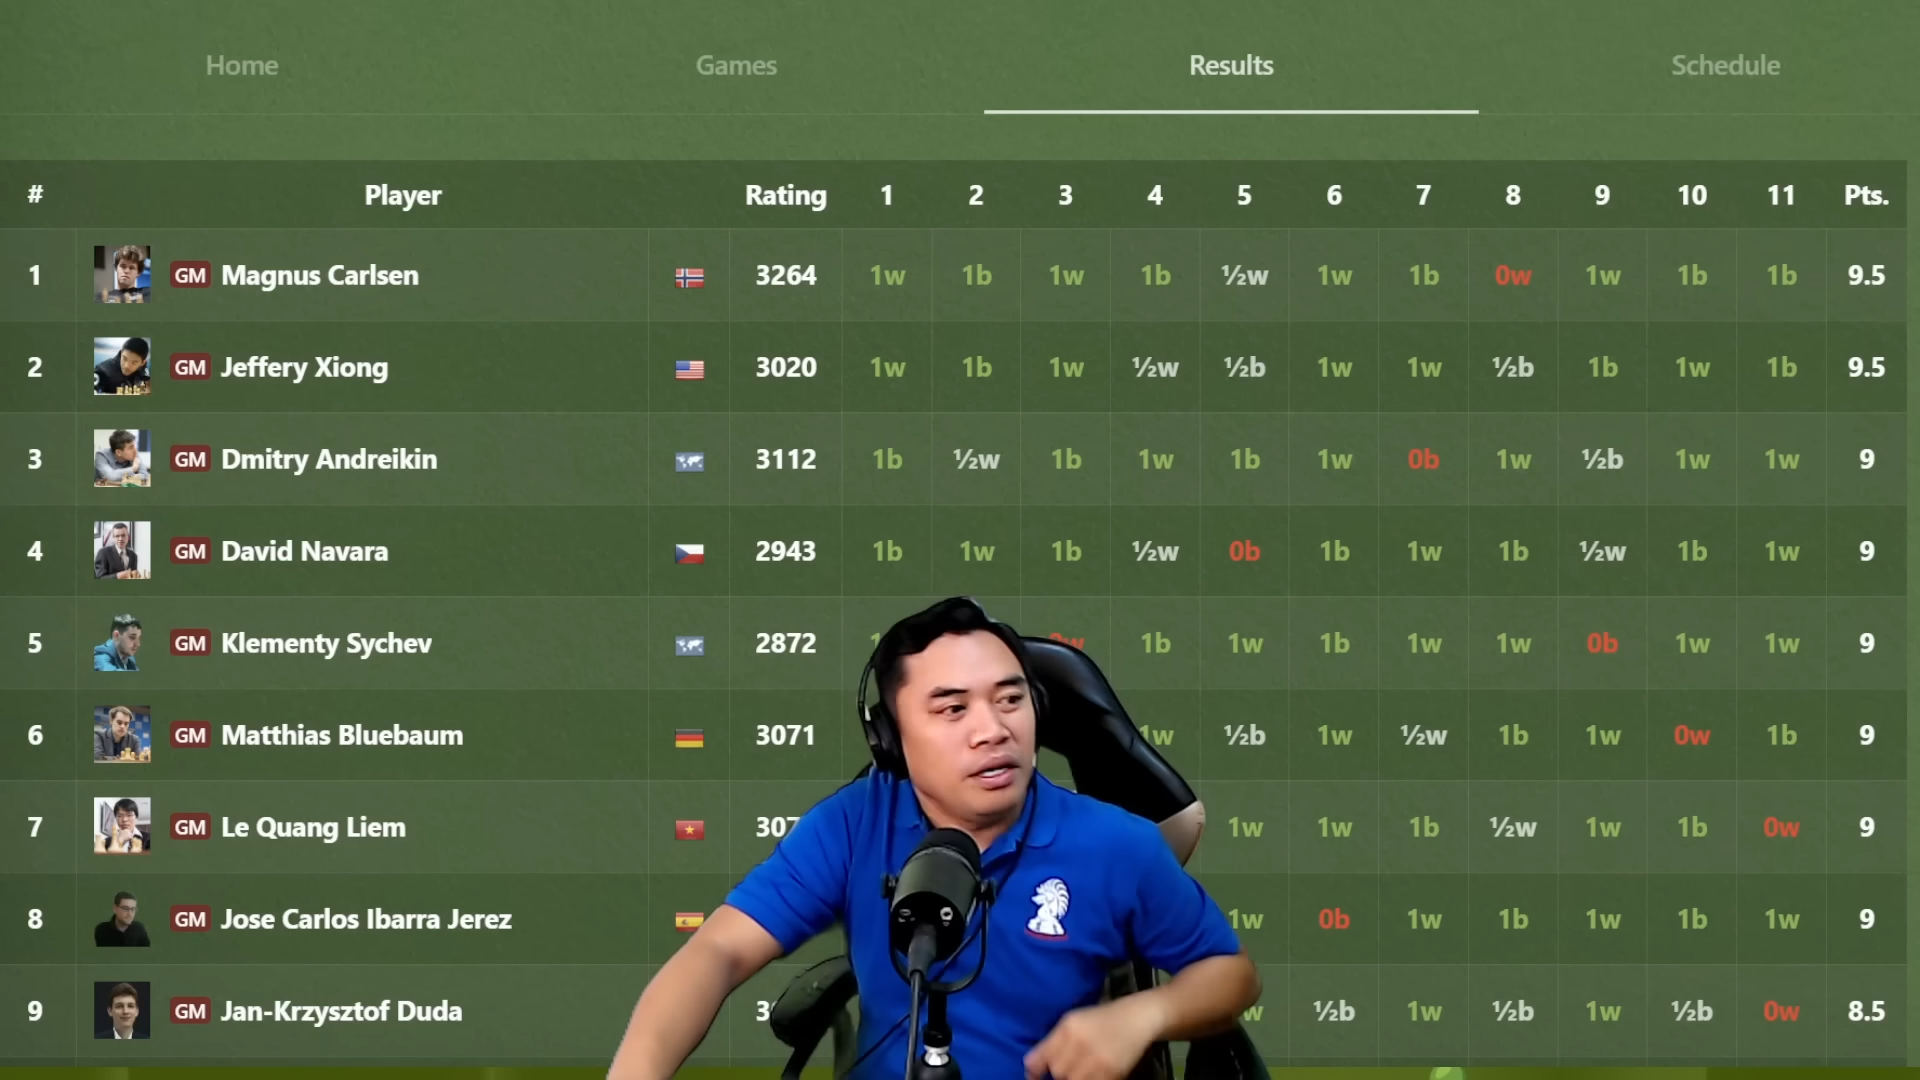 Home Games Results Schedule
# Player Rating 1 2 3 4 5 6 7 8 9 10 11 Pts.
1 GM Magnus Carlsen 3264 1w 1b 1w 1b ½w 1w 1b 0w 1w 1b 1b 9.5
2 GM Jeffery Xiong 3020 1w 1b 1w ½w ½b 1w 1w ½b 1b 1w 1b 9.5
3 GM Dmitry Andreikin 3112 1b ½w 1b 1w 1b 1w 0b 1w ½b 1w 1w 9
4 GM David Navara 2943 1b 1w 1b ½w 0b 1b 1w 1b ½w 1b 1w 9
5 GM Klementy Sychev 2872 1b 1w 1b 1w 1w 0b 1w 1w 9
6 GM Matthias Bluebaum 3071 1w ½b 1w ½w 1b 1w 0w 1b 9
7 GM Le Quang Liem 1w 1w 1b ½w 1w 1b 0w 9
8 GM Jose Carlos Ibarra Jerez 1w 0b 1w 1b 1w 1b 1w 9
9 GM Jan-Krzysztof Duda ½b 1w ½b 1w ½b 0w 8.5